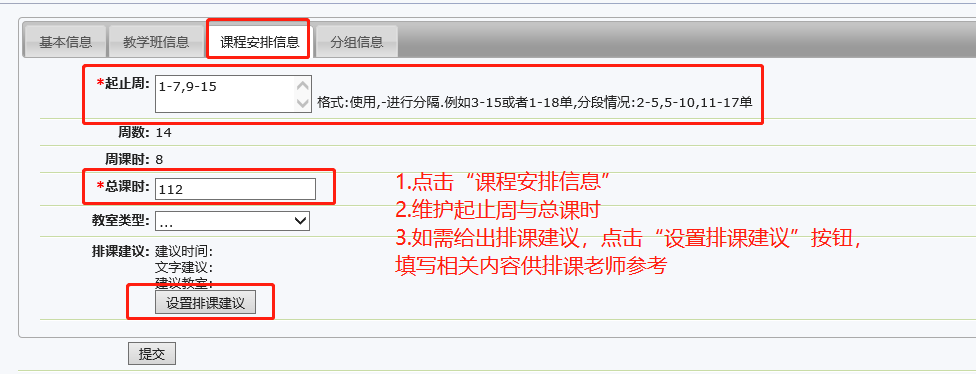 基本信息 教学班信息 课程安排信息 分组信息
*起止周: 1-7,9-15 格式:使用,-进行分隔.例如3-15或者1-18单,分段情况:2-5,5-10,11-17单
周数: 14
周课时: 8
*总课时: 112
教室类型: ...
排课建议: 建议时间:
文字建议:
建议教室:
设置排课建议
1.点击“课程安排信息”
2.维护起止周与总课时
3.如需给出排课建议，点击“设置排课建议”按钮，
填写相关内容供排课老师参考
提交